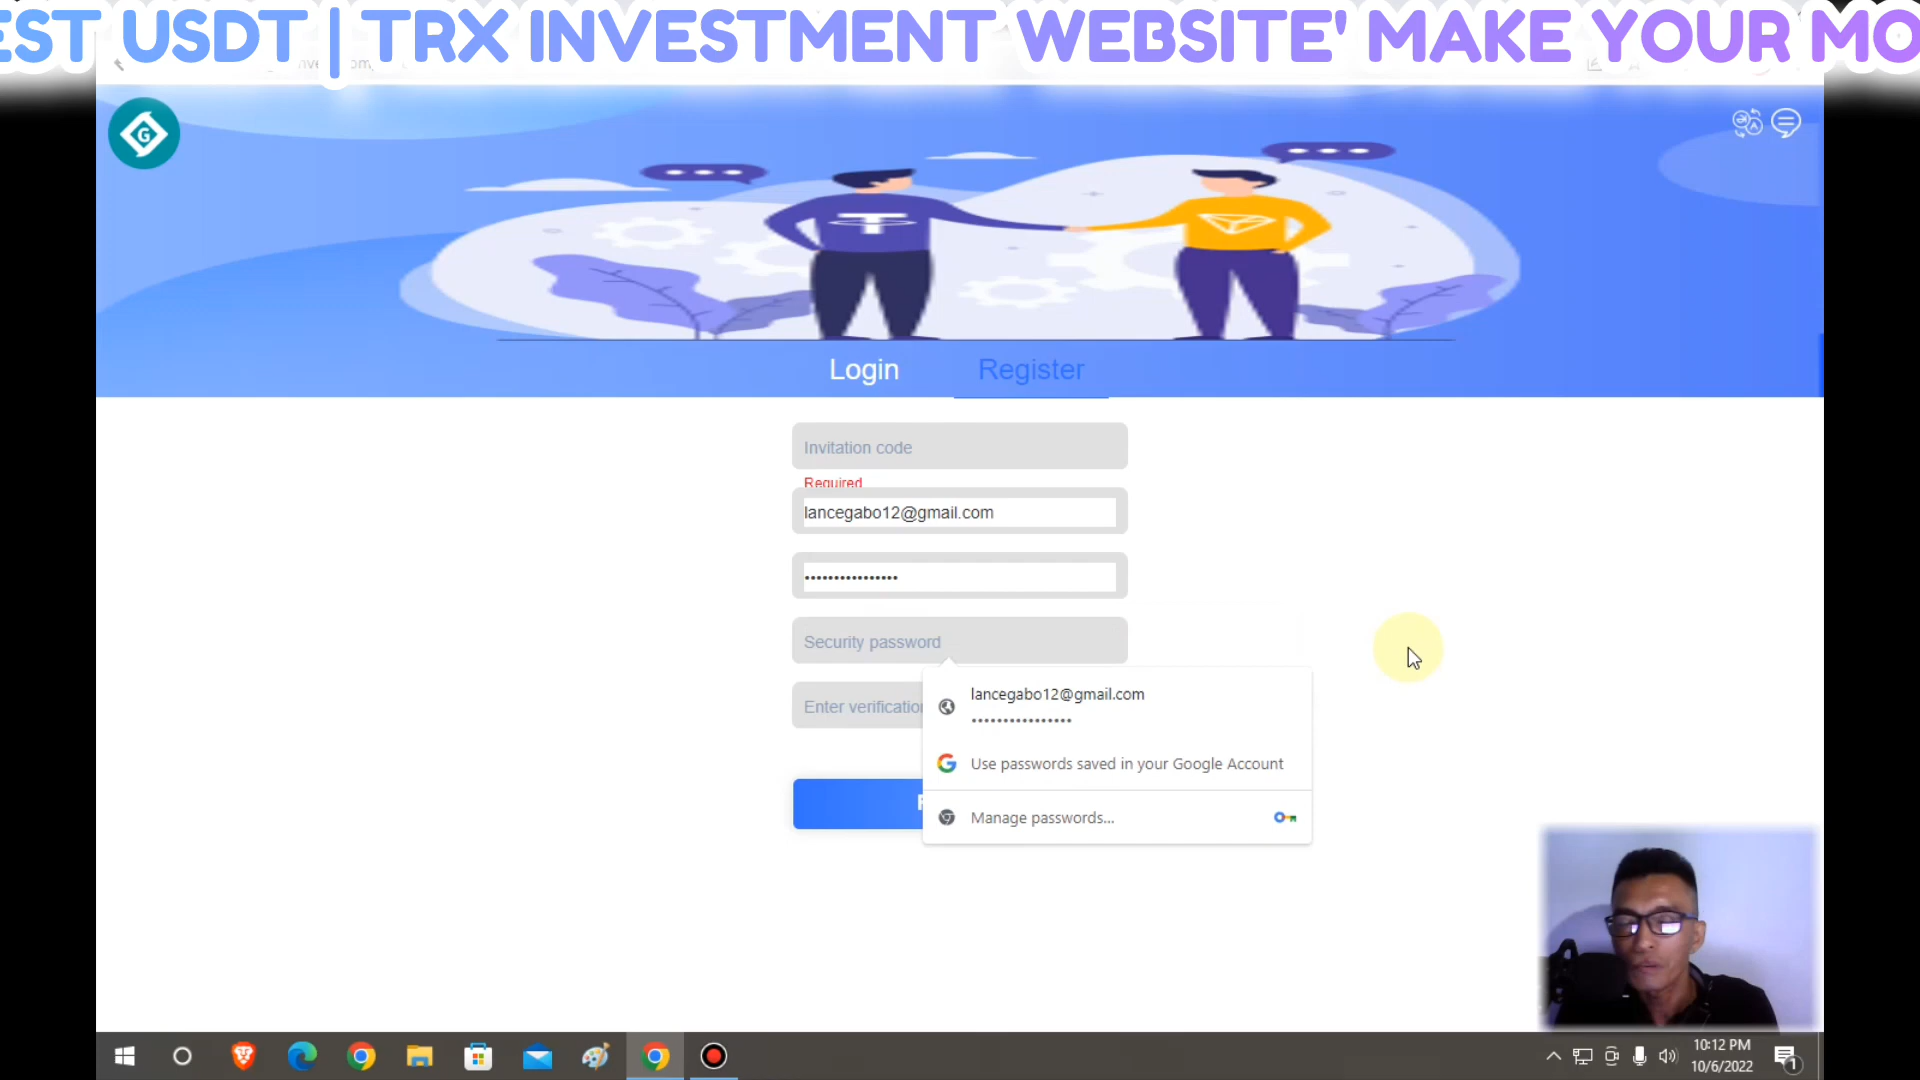 EST USDT | TRX INVESTMENT WEBSITE' MAKE YOUR MO
G
Login
Register
Invitation code
Required
lancegabo12@gmail.com
••••••••••••••••
Security password
lancegabo12@gmail.com
••••••••••••••••
Enter verification
Use passwords saved in your Google Account
Manage passwords...
10:12 PM
10/6/2022
1